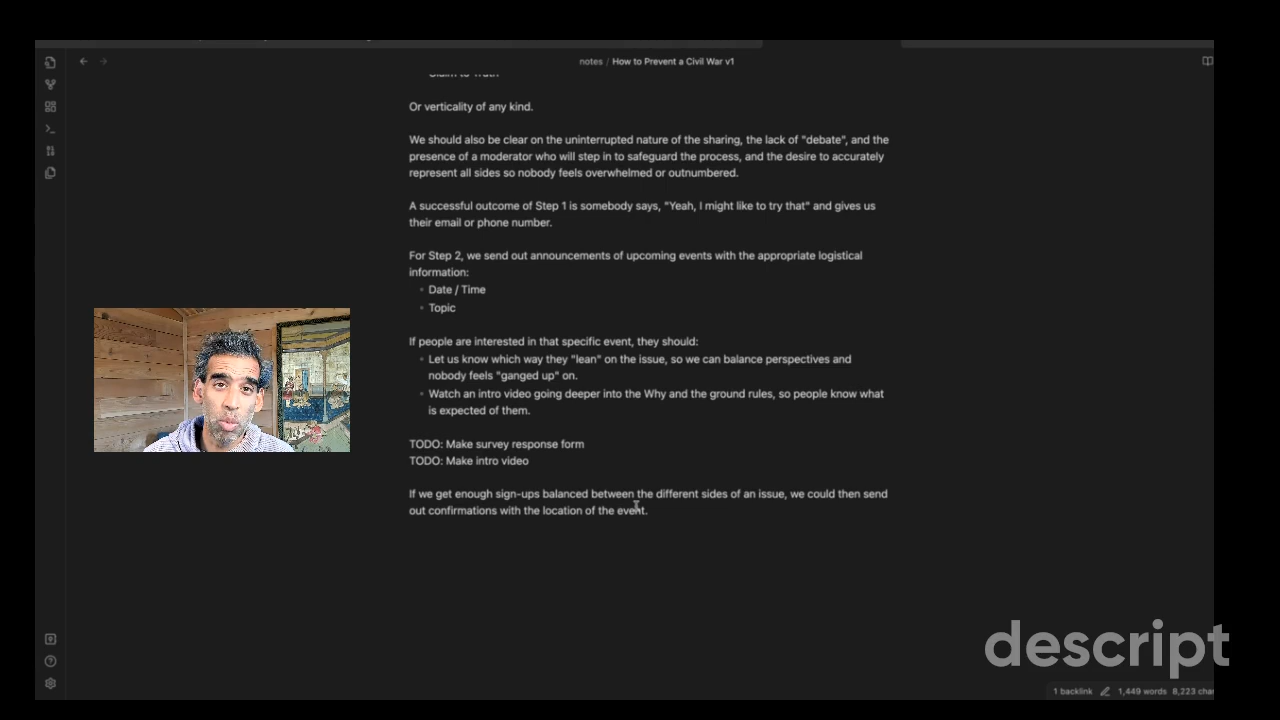 notes / How to Prevent a Civil War v1
Claim to Truth
Or verticality of any kind.
We should also be clear on the uninterrupted nature of the sharing, the lack of "debate", and the
presence of a moderator who will step in to safeguard the process, and the desire to accurately
represent all sides so nobody feels overwhelmed or outnumbered.
A successful outcome of Step 1 is somebody says, "Yeah, I might like to try that" and gives us
their email or phone number.
For Step 2, we send out announcements of upcoming events with the appropriate logistical
information:
Date / Time
Topic
If people are interested in that specific event, they should:
Let us know which way they "lean" on the issue, so we can balance perspectives and
nobody feels "ganged up" on.
Watch an intro video going deeper into the Why and the ground rules, so people know what
is expected of them.
TODO: Make survey response form
TODO: Make intro video
If we get enough sign-ups balanced between the different sides of an issue, we could then send
out confirmations with the location of the event.
descript
1 backlink 1,449 words 8,223 char